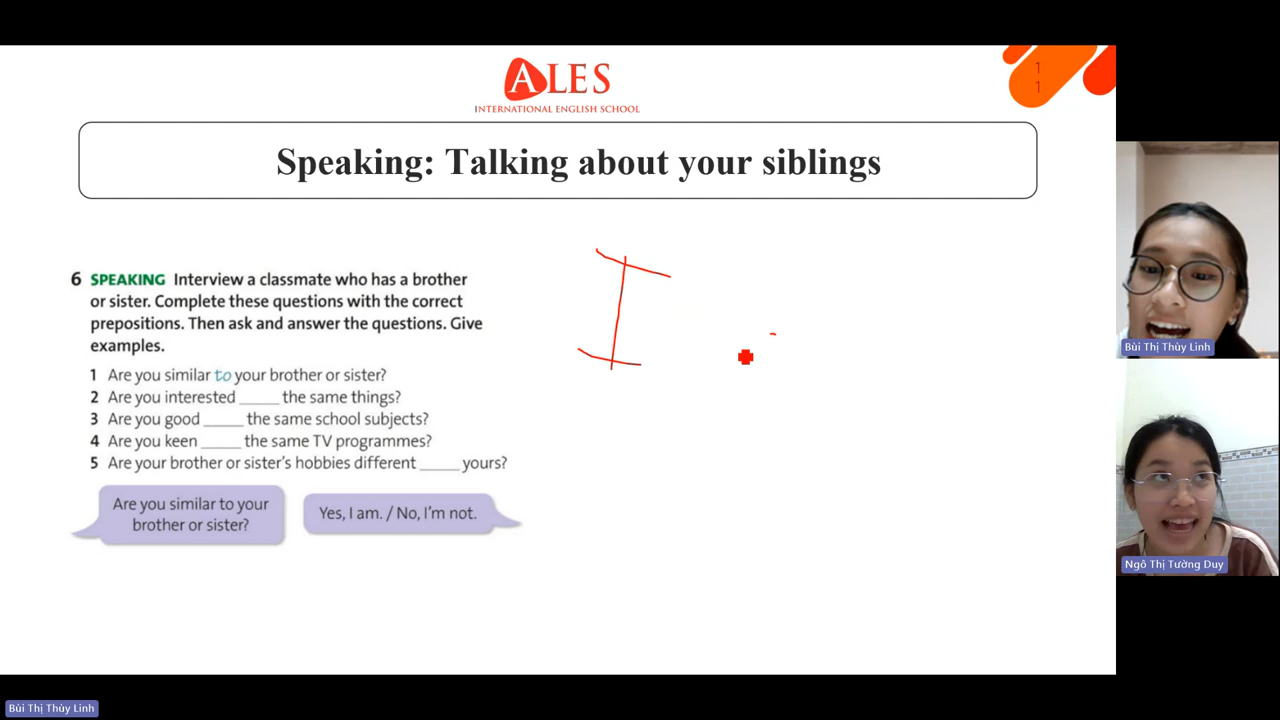 ALES
INTERNATIONAL ENGLISH SCHOOL
1
1
Speaking: Talking about your siblings
6 SPEAKING Interview a classmate who has a brother
or sister. Complete these questions with the correct
prepositions. Then ask and answer the questions. Give
examples.
1 Are you similar to your brother or sister?
2 Are you interested _____ the same things?
3 Are you good _____ the same school subjects?
4 Are you keen _____ the same TV programmes?
5 Are your brother or sister's hobbies different _____ yours?
Are you similar to your
brother or sister?
Yes, I am. / No, I'm not.
I
Bùi Thị Thùy Linh
Ngô Thị Tường Duy
Bùi Thị Thùy Linh